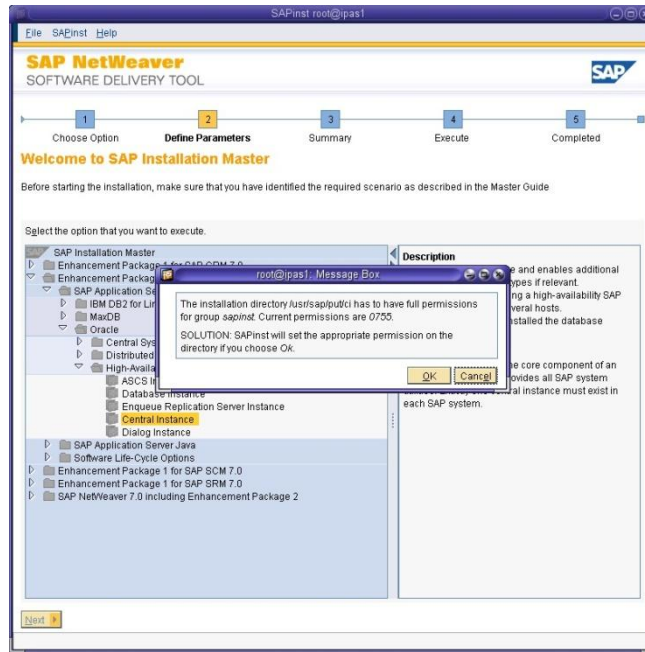 SAPinst root@ipas1
File SAPinst Help
SAP NetWeaver
SOFTWARE DELIVERY TOOL
SAP
1 2 3 4 5
Choose Option Define Parameters Summary Execute Completed
Welcome to SAP Installation Master
Before starting the installation, make sure that you have identified the required scenario as described in the Master Guide
Select the option that you want to execute.
SAP Installation Master
Enhancement Package 1 for SAP CRM 7.0
Enhancement Package
SAP Application Se
IBM DB2 for Lin
MaxDB
Oracle
Central Sys
Distributed
High-Availa
ASCS In
Database Instance
Enqueue Replication Server Instance
Central Instance
Dialog Instance
SAP Application Server Java
Software Life-Cycle Options
Enhancement Package 1 for SAP SCM 7.0
Enhancement Package 1 for SAP SRM 7.0
SAP NetWeaver 7.0 including Enhancement Package 2
root@ipas1: Message Box
The installation directory /usr/sap/put/ci has to have full permissions
for group sapinst. Current permissions are 0755.
SOLUTION: SAPinst will set the appropriate permission on the
directory if you choose Ok.
OK Cancel
Description
e and enables additional
ypes if relevant.
ng a high-availability SAP
veral hosts.
nstalled the database
e core component of an
ovides all SAP system
al instance must exist in
each SAP system.
Next